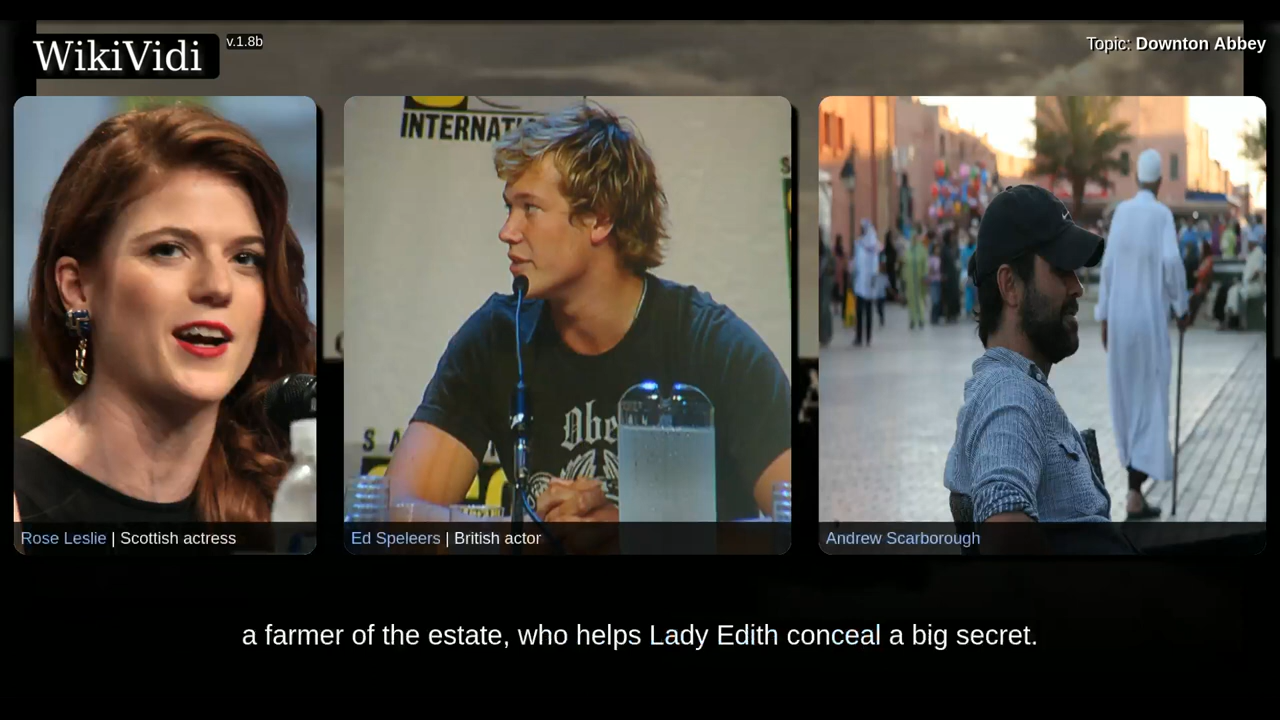 WikiVidi
v.1.8b
Topic: Downton Abbey
INTERNATI
Obe
Rose Leslie | Scottish actress
Ed Speleers | British actor
Andrew Scarborough
a farmer of the estate, who helps Lady Edith conceal a big secret.